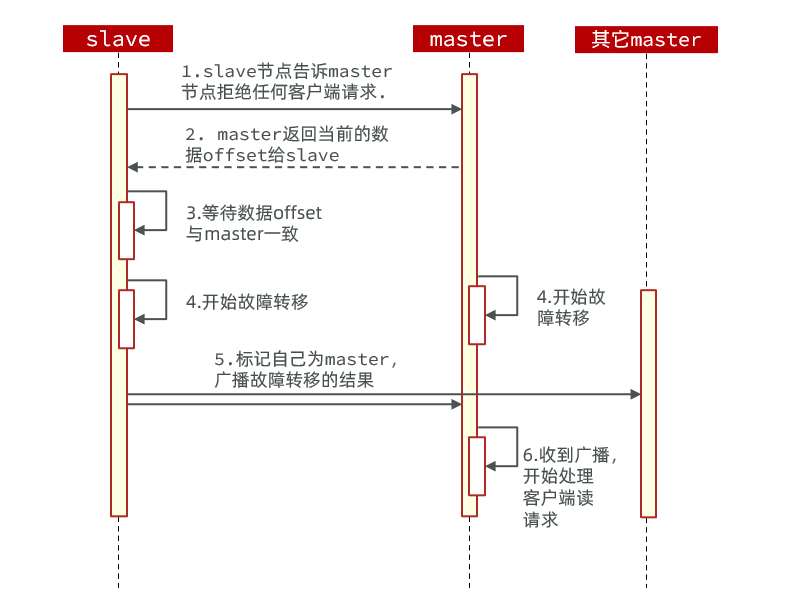 slave
master
其它master
1.slave节点告诉master
节点拒绝任何客户端请求.
2. master返回当前的数
据offset给slave
3.等待数据offset
与master一致
4.开始故障转移
4.开始故
障转移
5.标记自己为master,
广播故障转移的结果
6.收到广播,
开始处理
客户端读
请求